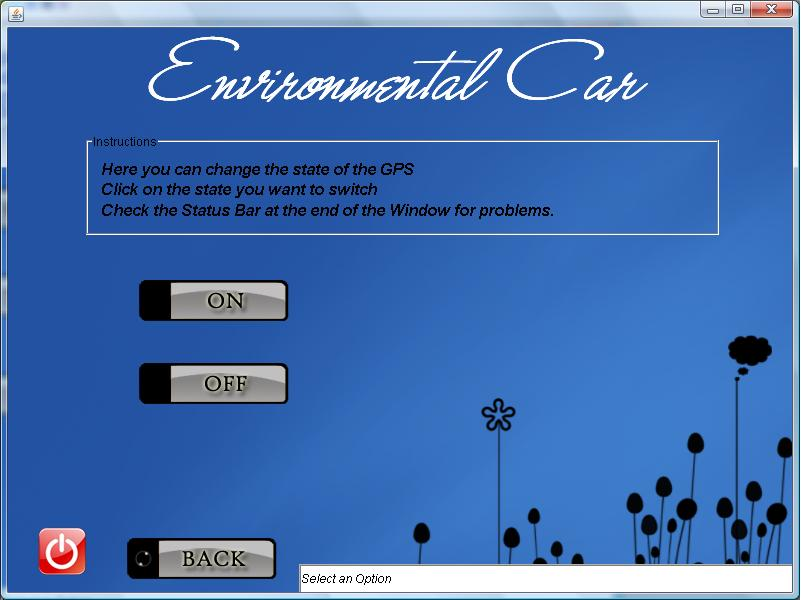 Environmental Car
Instructions
Here you can change the state of the GPS
Click on the state you want to switch
Check the Status Bar at the end of the Window for problems.
ON
OFF
BACK
Select an Option